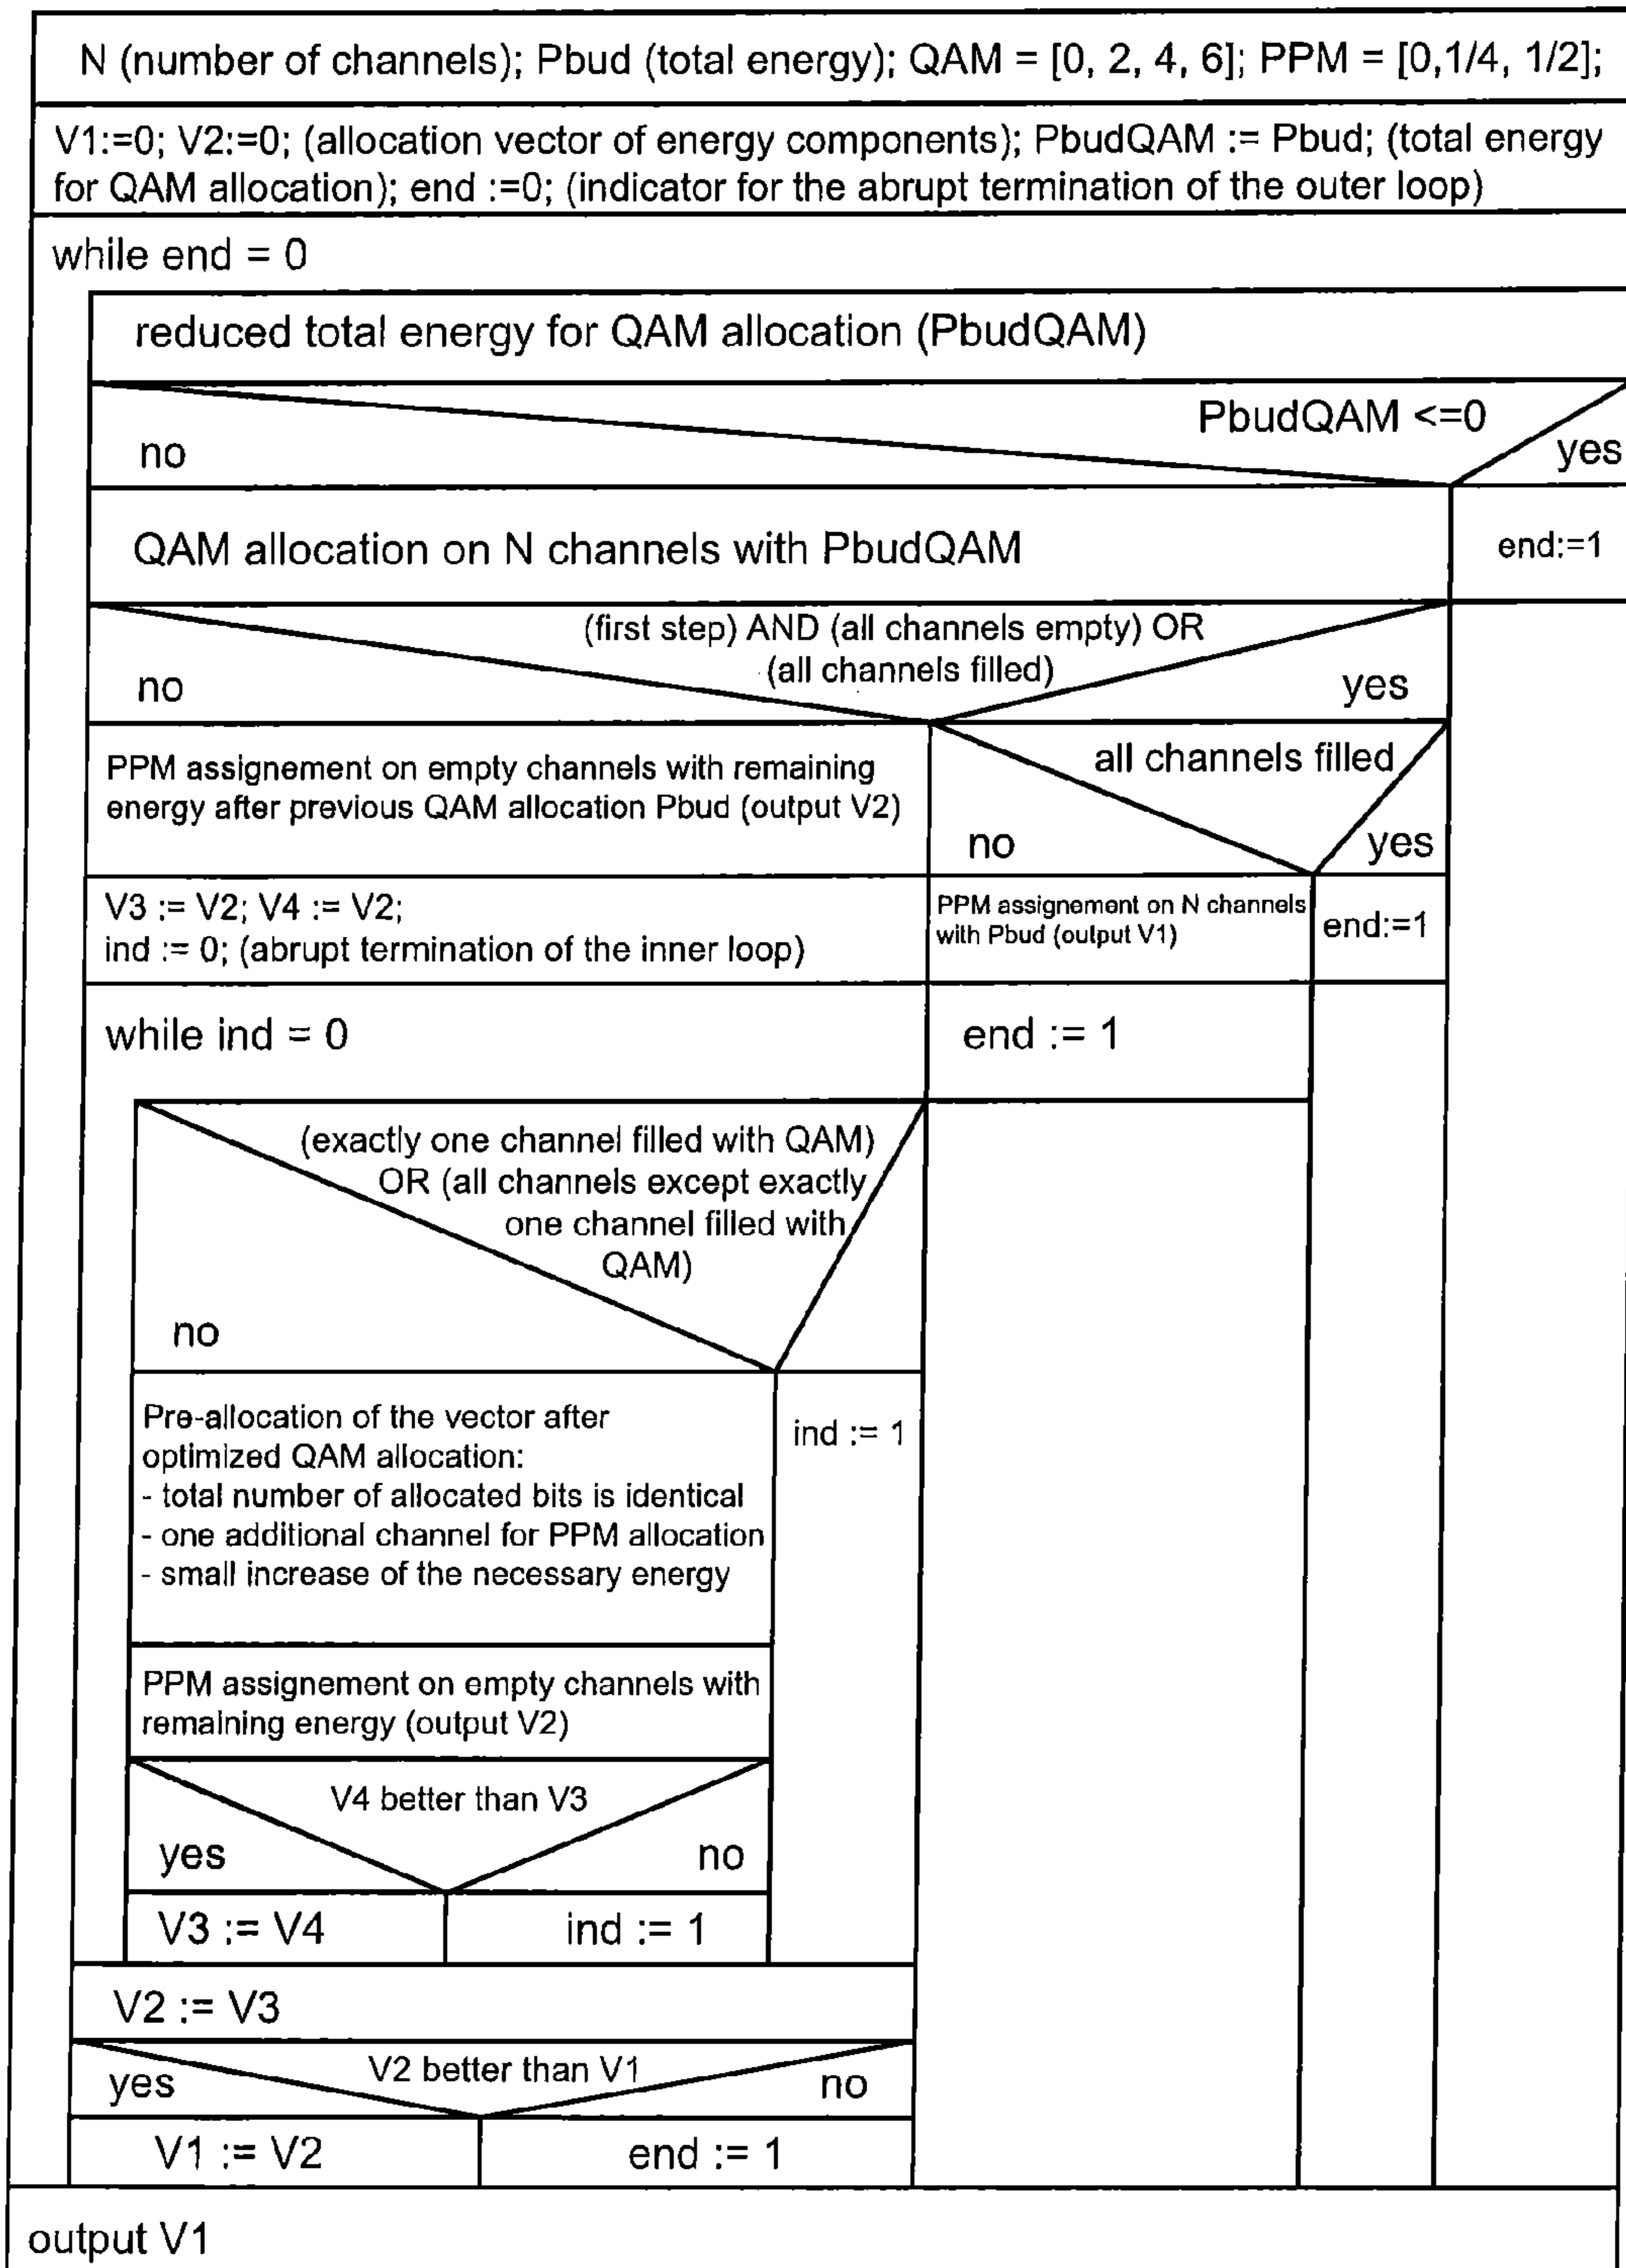 N (number of channels); Pbud (total energy); QAM = [0, 2, 4, 6]; PPM = [0,1/4, 1/2];
V1:=0; V2:=0; (allocation vector of energy components); PbudQAM := Pbud; (total energy
for QAM allocation); end :=0; (indicator for the abrupt termination of the outer loop)
while end = 0
reduced total energy for QAM allocation (PbudQAM)
PbudQAM <=0
no
yes
QAM allocation on N channels with PbudQAM
end:=1
(first step) AND (all channels empty) OR
(all channels filled)
no
yes
PPM assignement on empty channels with remaining
energy after previous QAM allocation Pbud (output V2)
all channels filled
no
yes
V3 := V2; V4 := V2;
ind := 0; (abrupt termination of the inner loop)
PPM assignement on N channels
with Pbud (output V1)
end:=1
while ind = 0
end := 1
(exactly one channel filled with QAM)
OR (all channels except exactly
one channel filled with
QAM)
no
Pre-allocation of the vector after
optimized QAM allocation:
- total number of allocated bits is identical
- one additional channel for PPM allocation
- small increase of the necessary energy
ind := 1
PPM assignement on empty channels with
remaining energy (output V2)
V4 better than V3
yes
no
V3 := V4
ind := 1
V2 := V3
V2 better than V1
yes
no
V1 := V2
end := 1
output V1